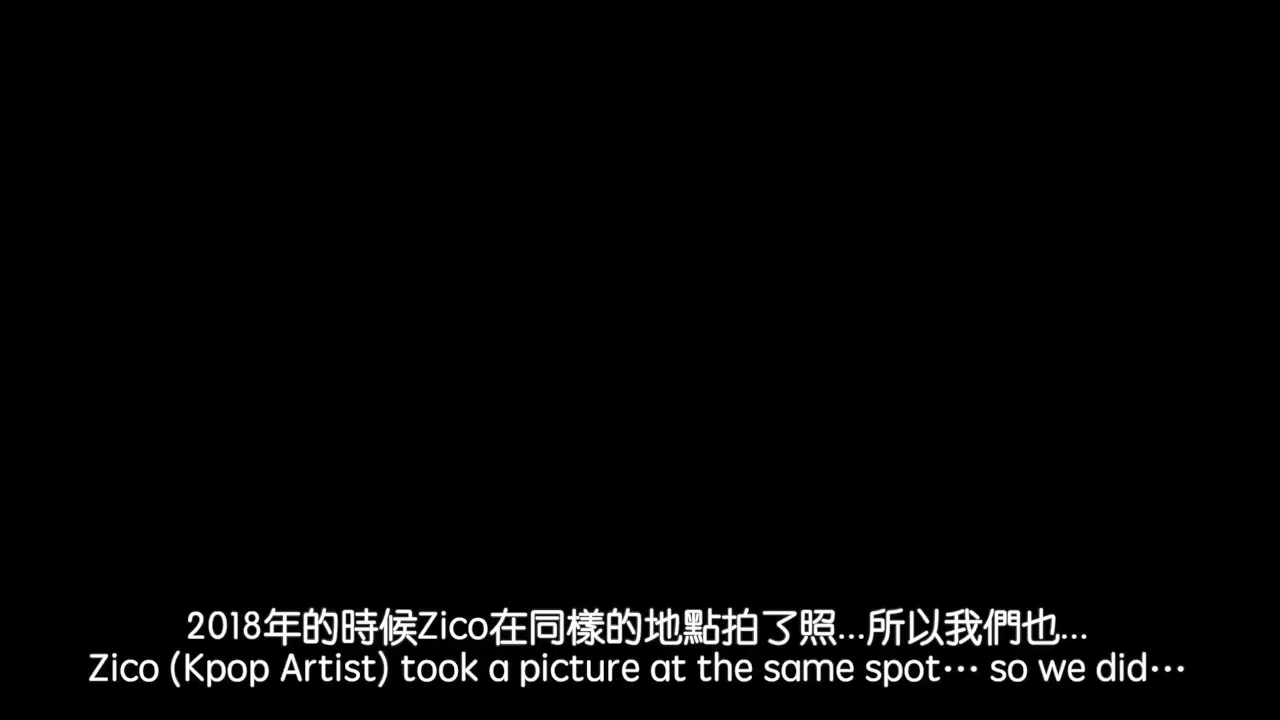 2018年的時候Zico在同樣的地點拍了照...所以我們也...
Zico (Kpop Artist) took a picture at the same spot⋯ so we did⋯